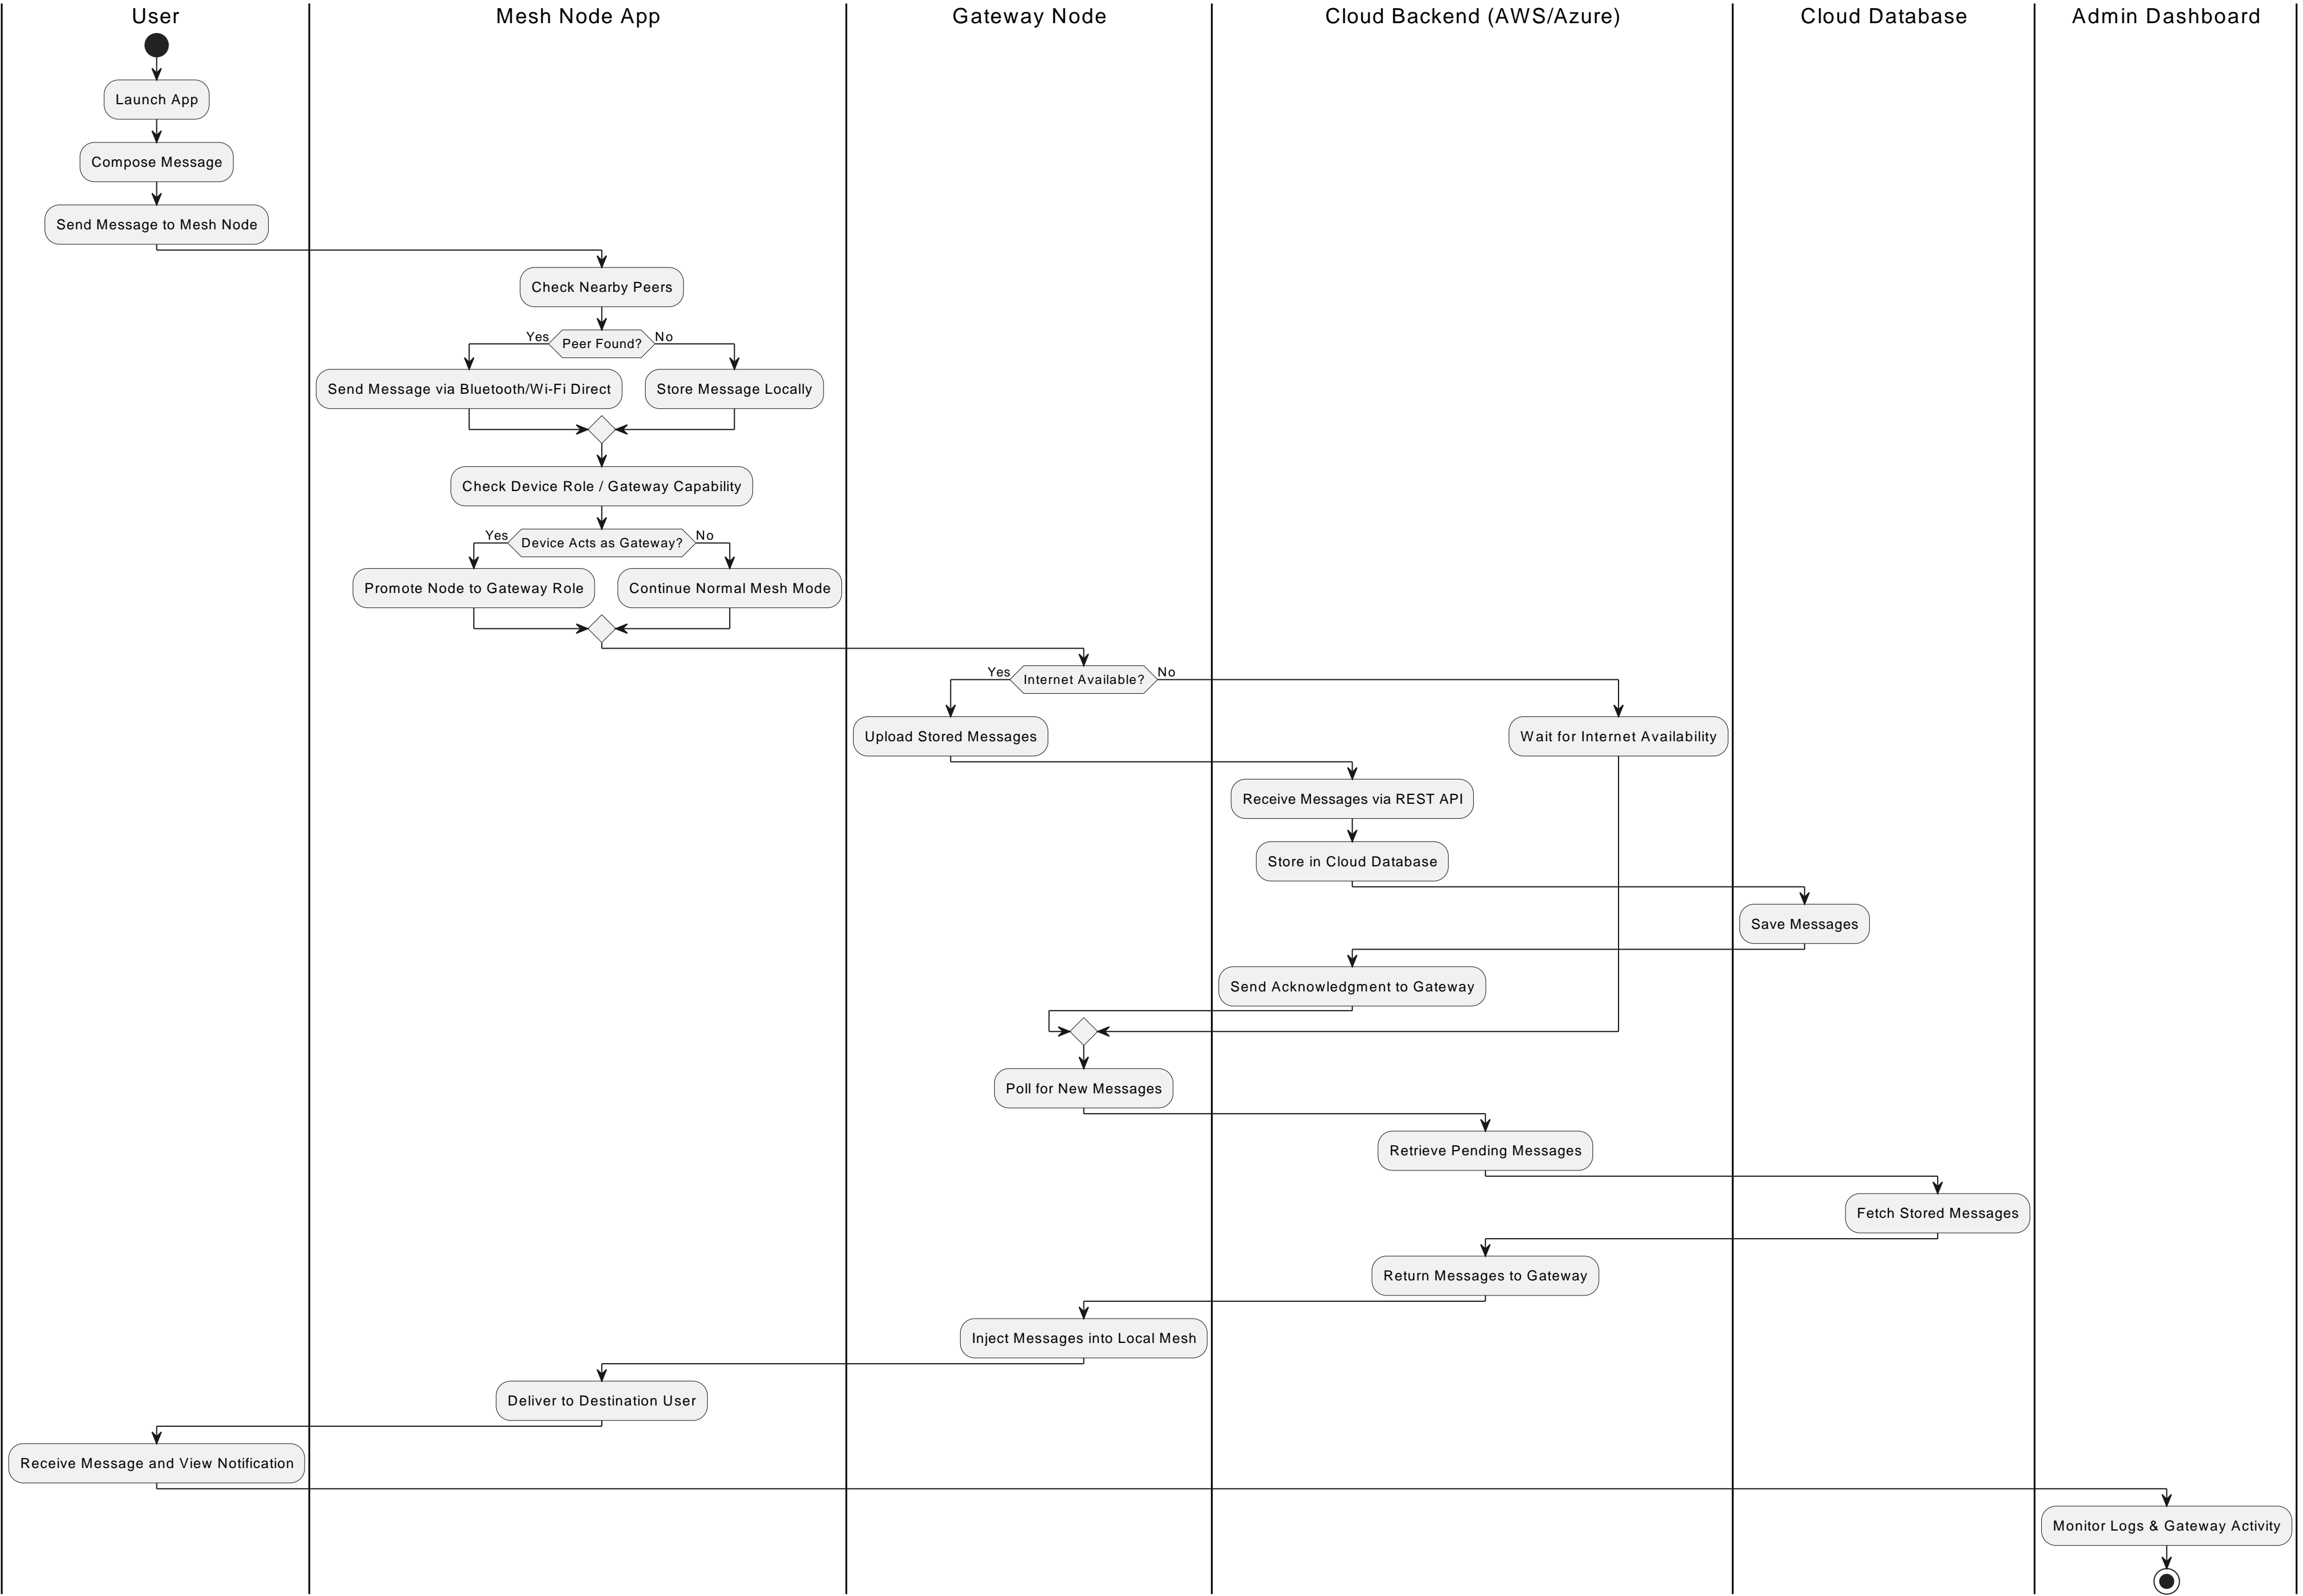 User
Mesh Node App
Gateway Node
Cloud Backend (AWS/Azure)
Cloud Database
Admin Dashboard
Launch App
Compose Message
Send Message to Mesh Node
Check Nearby Peers
Yes
Peer Found?
No
Send Message via Bluetooth/Wi-Fi Direct
Store Message Locally
Check Device Role / Gateway Capability
Yes
Device Acts as Gateway?
No
Promote Node to Gateway Role
Continue Normal Mesh Mode
Yes
Internet Available?
No
Upload Stored Messages
Wait for Internet Availability
Receive Messages via REST API
Store in Cloud Database
Save Messages
Send Acknowledgment to Gateway
Poll for New Messages
Retrieve Pending Messages
Fetch Stored Messages
Return Messages to Gateway
Inject Messages into Local Mesh
Deliver to Destination User
Receive Message and View Notification
Monitor Logs & Gateway Activity